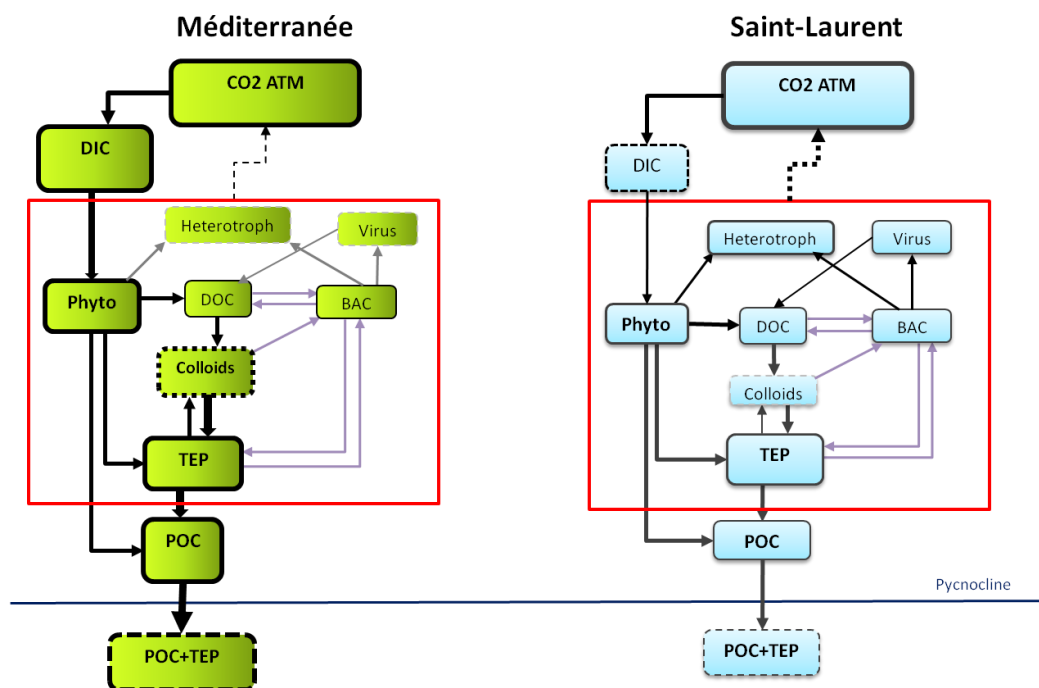 Méditerranée
CO2 ATM
DIC
Heterotroph
Virus
Phyto
DOC
BAC
Colloids
TEP
POC
POC+TEP
Saint-Laurent
CO2 ATM
DIC
Heterotroph
Virus
Phyto
DOC
BAC
Colloids
TEP
POC
Pycnocline
POC+TEP